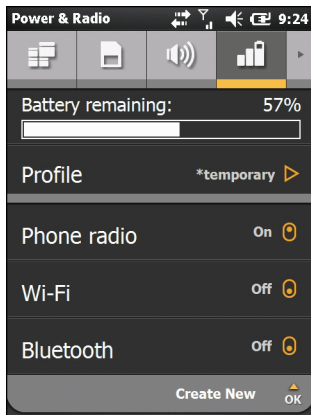 Power & Radio 9:24
Battery remaining: 57%
Profile *temporary
Phone radio On
Wi-Fi Off
Bluetooth Off
Create New OK